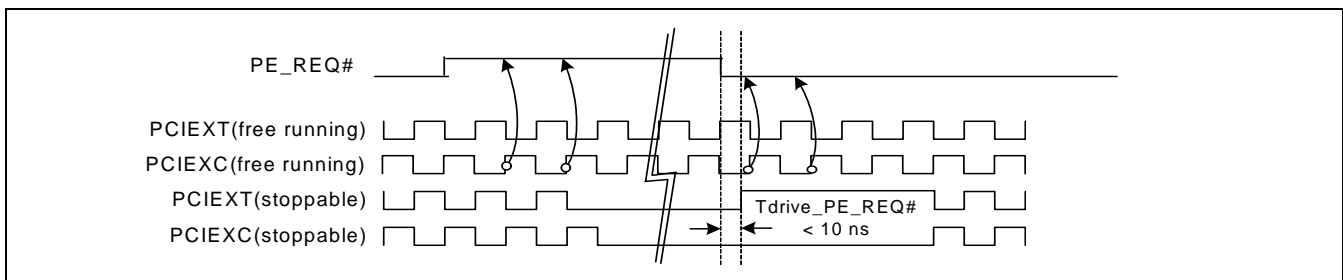 PE_REQ#
PCIEXT(free running)
PCIEXC(free running)
PCIEXT(stoppable)
PCIEXC(stoppable)
Tdrive_PE_REQ#
< 10 ns